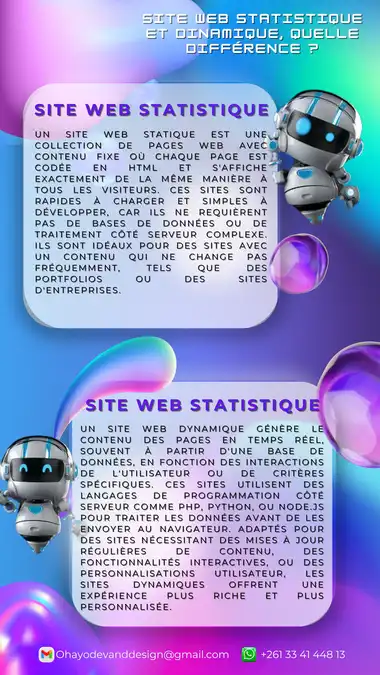 SITE WEB STATISTIQUE
ET DINAMIQUE, QUELLE
DIFFÉRENCE ?
SITE WEB STATISTIQUE
UN SITE WEB STATIQUE EST UNE
COLLECTION DE PAGES WEB AVEC
CONTENU FIXE OÙ CHAQUE PAGE EST
CODÉE EN HTML ET S'AFFICHE
EXACTEMENT DE LA MÊME MANIÈRE À
TOUS LES VISITEURS. CES SITES SONT
RAPIDES À CHARGER ET SIMPLES À
DÉVELOPPER, CAR ILS NE REQUIÈRENT
PAS DE BASES DE DONNÉES OU DE
TRAITEMENT CÔTÉ SERVEUR COMPLEXE.
ILS SONT IDÉAUX POUR DES SITES AVEC
UN CONTENU QUI NE CHANGE PAS
FRÉQUEMMENT, TELS QUE DES
PORTFOLIOS OU DES SITES
D'ENTREPRISES.
SITE WEB STATISTIQUE
UN SITE WEB DYNAMIQUE GÉNÈRE LE
CONTENU DES PAGES EN TEMPS RÉEL,
SOUVENT À PARTIR D'UNE BASE DE
DONNÉES, EN FONCTION DES INTERACTIONS
DE L'UTILISATEUR OU DE CRITÈRES
SPÉCIFIQUES. CES SITES UTILISENT DES
LANGAGES DE PROGRAMMATION CÔTÉ
SERVEUR COMME PHP, PYTHON, OU NODE.JS
POUR TRAITER LES DONNÉES AVANT DE LES
ENVOYER AU NAVIGATEUR. ADAPTÉS POUR
DES SITES NÉCESSITANT DES MISES À JOUR
RÉGULIÈRES DE CONTENU, DES
FONCTIONNALITÉS INTERACTIVES, OU DES
PERSONNALISATIONS UTILISATEUR, LES
SITES DYNAMIQUES OFFRENT UNE
EXPÉRIENCE PLUS RICHE ET PLUS
PERSONNALISÉE.
Ohayodevanddesign@gmail.com +261 33 41 448 13